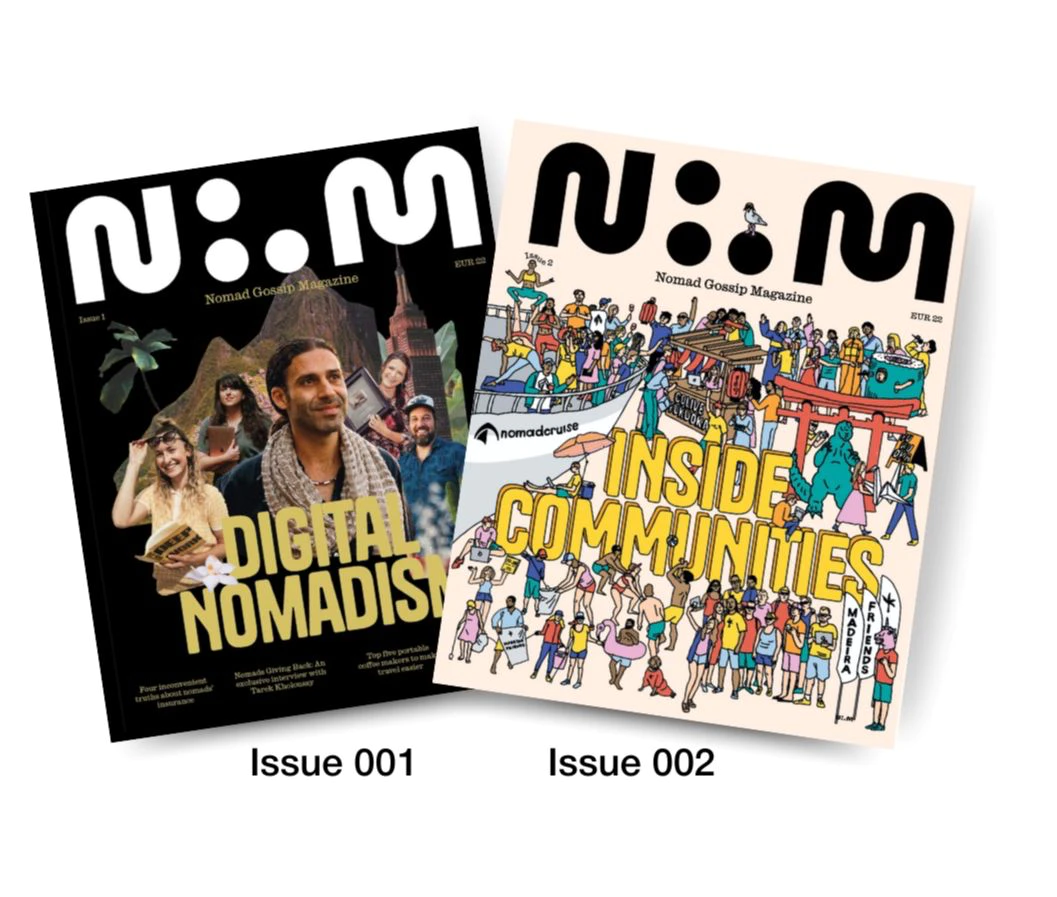 N:..M
Nomad Gossip Magazine
EUR 22
Issue 1
DIGITAL
NOMADISM
Four inconvenient
truths about nomads'
insurance
Nomads Giving Back: An
exclusive interview with
Tarek Kholoussy
Top five portable
coffee makers to make
travel easier
Issue 001
N:..M
Issue 2
Nomad Gossip Magazine
EUR 22
nomadcruise
COLIVE
FUKUOKA
INSIDE
COMMUNITIES
MADEIRA
FRIENDS
Issue 002